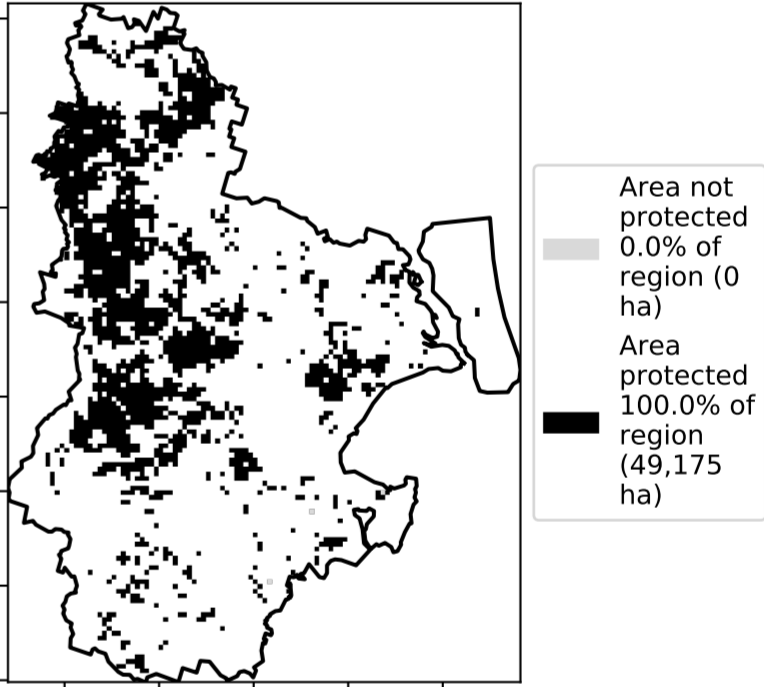 Area not
protected
0.0% of
region (0
ha)
Area
protected
100.0% of
region
(49,175
ha)